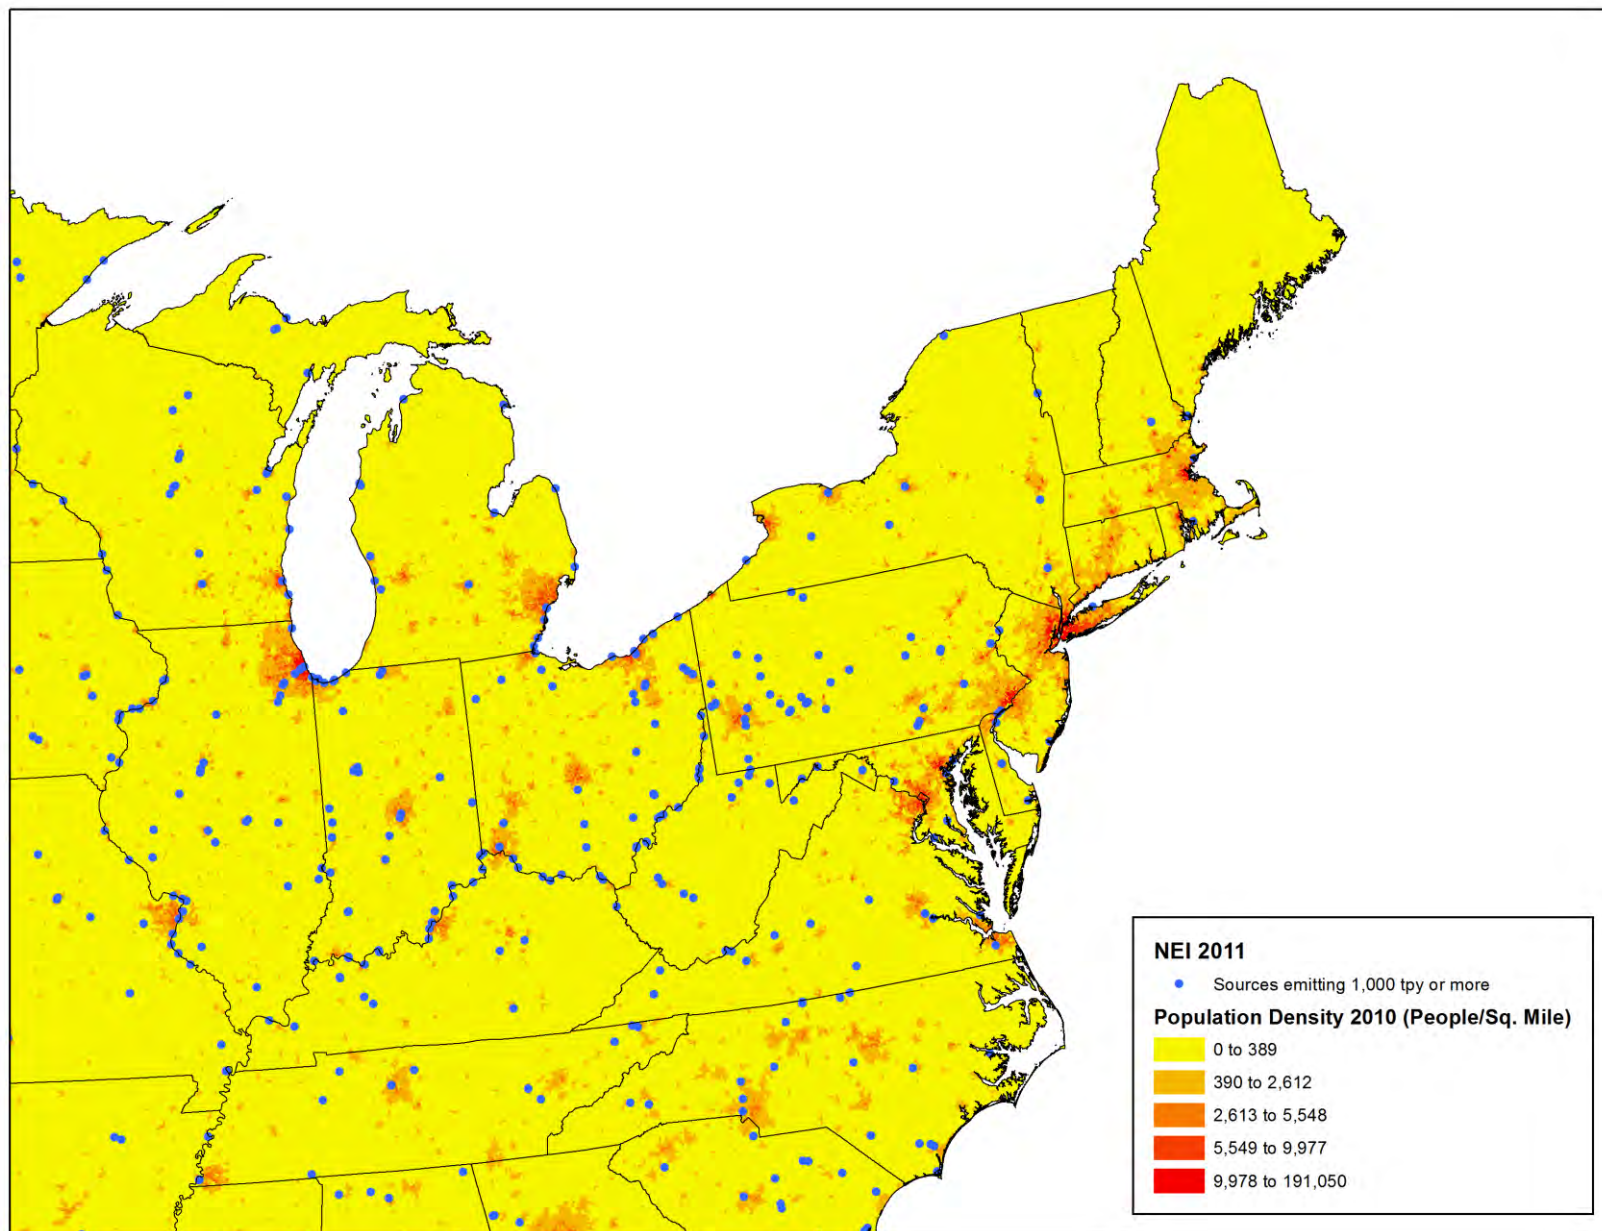 NEI 2011
Sources emitting 1,000 tpy or more
Population Density 2010 (People/Sq. Mile)
0 to 389
390 to 2,612
2,613 to 5,548
5,549 to 9,977
9,978 to 191,050